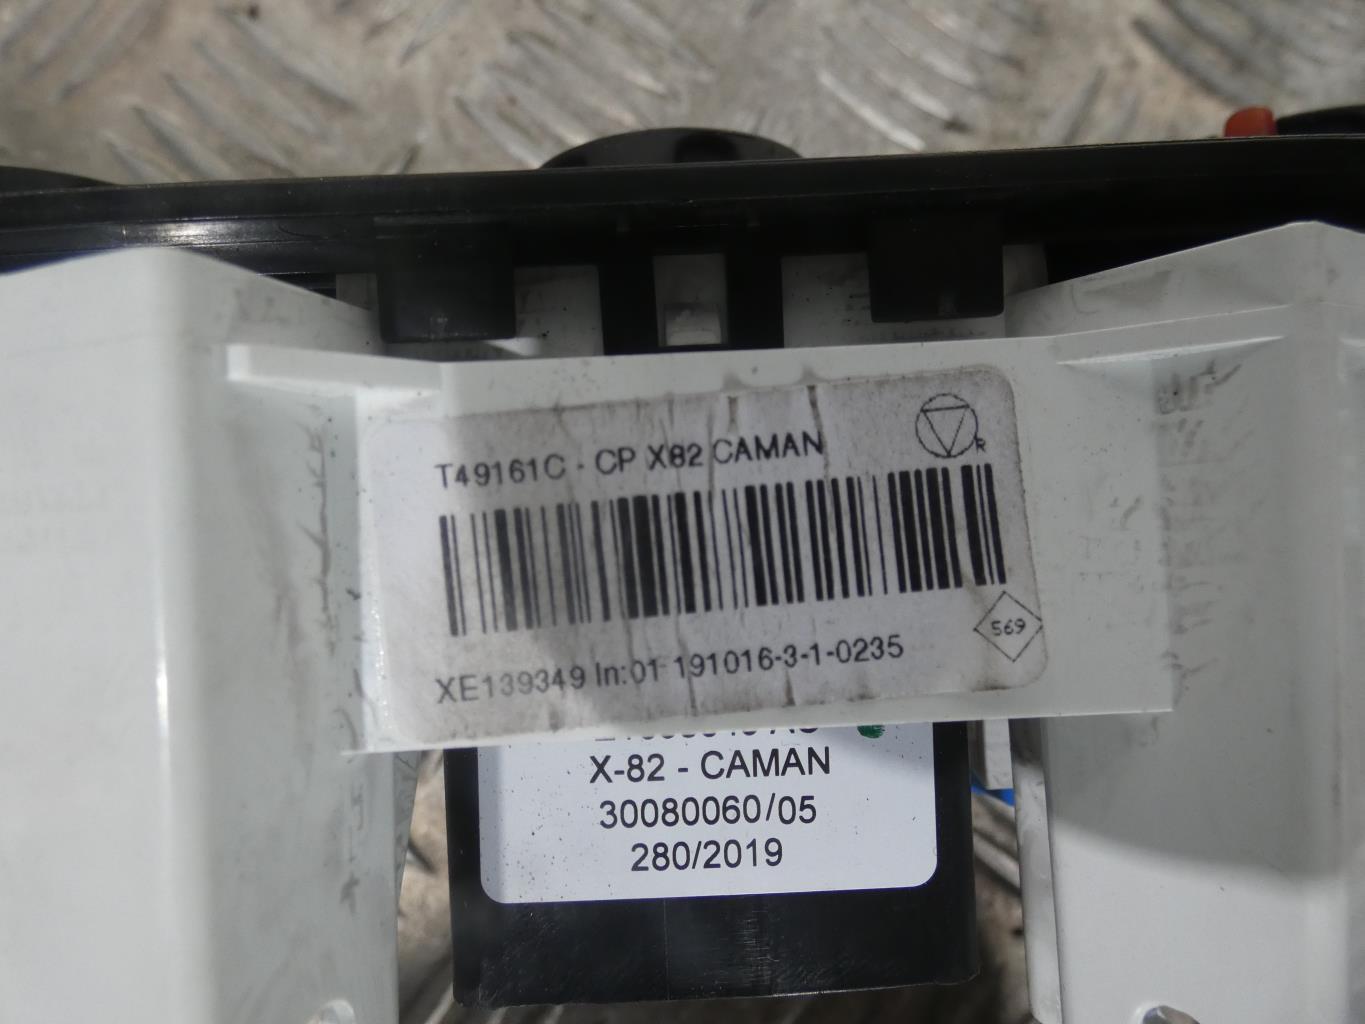 T49161C - CP X82 CAMAN
R
569
XE139349 In:01 191016-3-1-0235
X-82 - CAMAN
30080060/05
280/2019